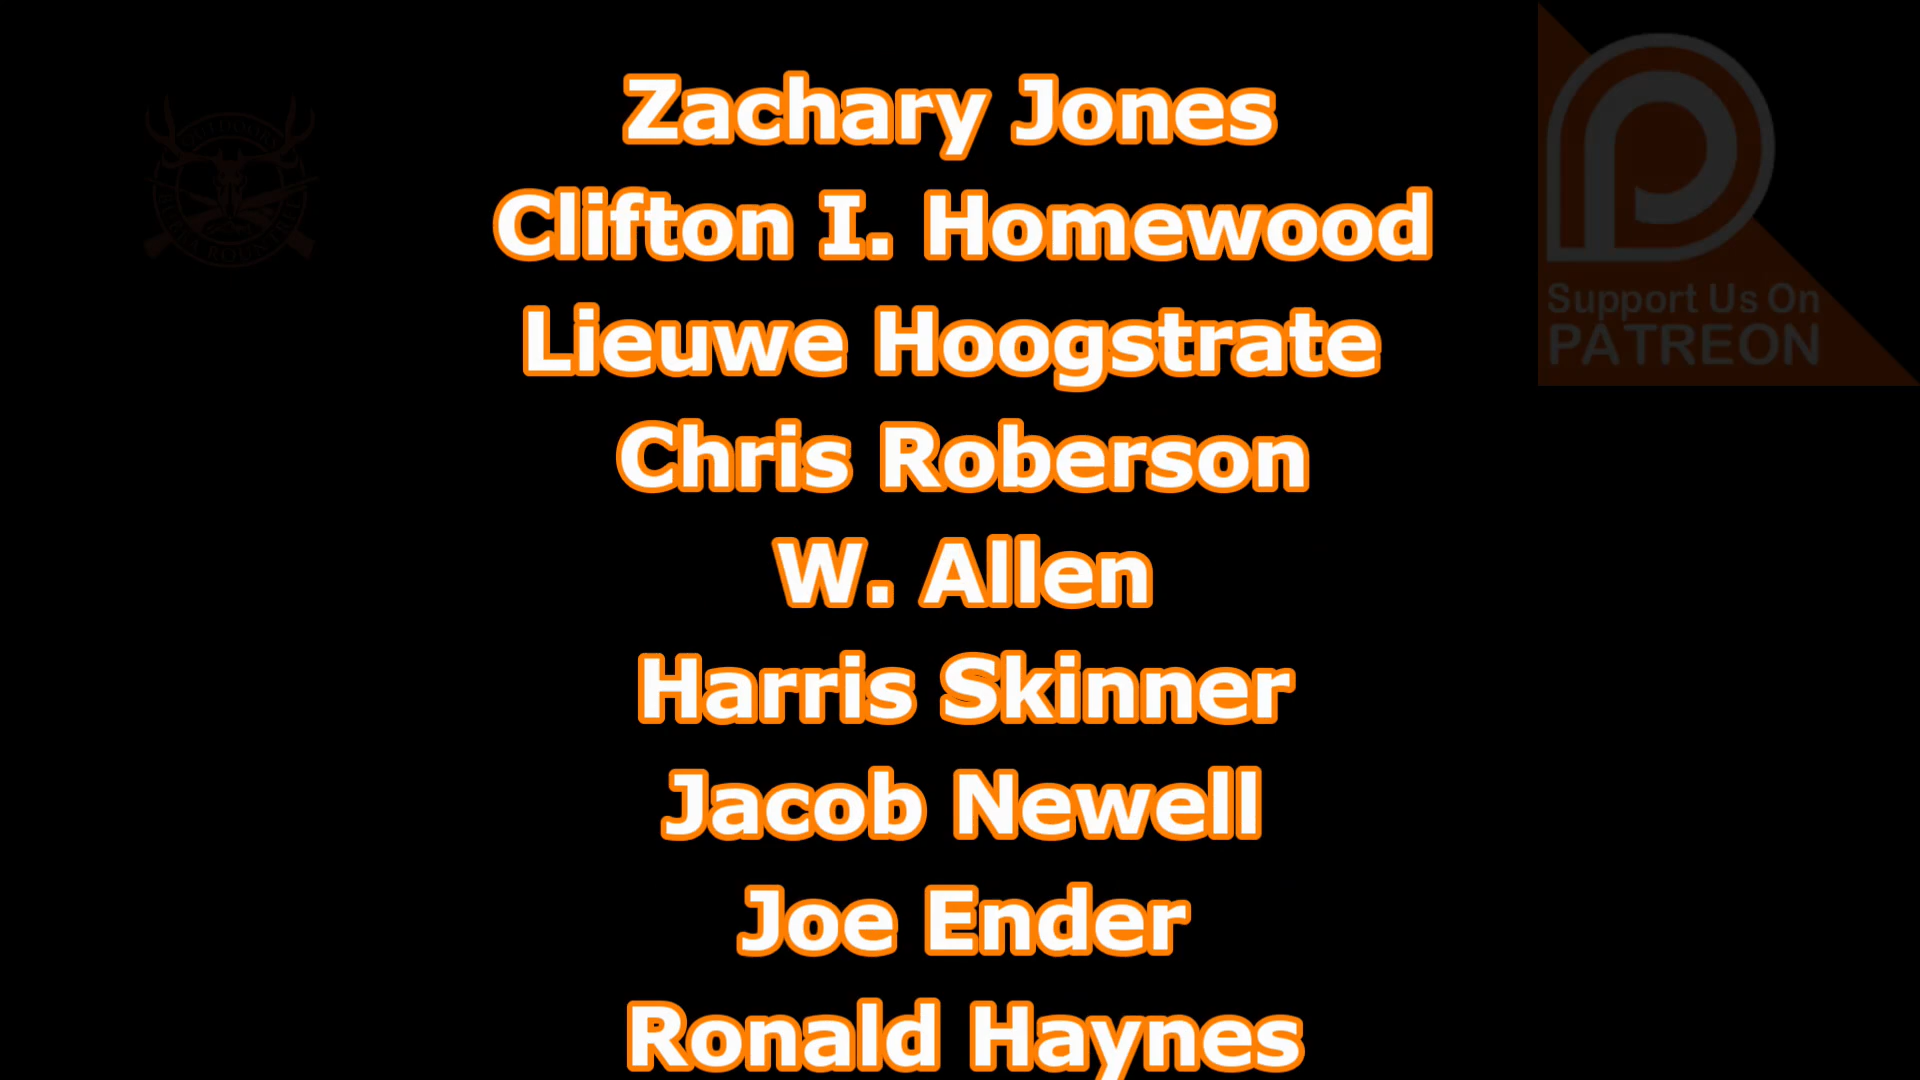 Zachary Jones
Clifton I. Homewood
Lieuwe Hoogstrate
Chris Roberson
W. Allen
Harris Skinner
Jacob Newell
Joe Ender
Ronald Haynes
Support Us On
PATREON